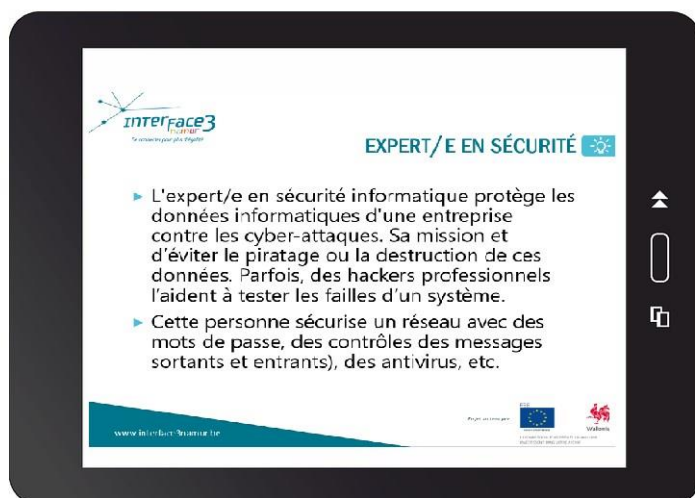 INTERFACE3
namur
EXPERT/E EN SÉCURITÉ
L'expert/e en sécurité informatique protège les
données informatiques d'une entreprise
contre les cyber-attaques. Sa mission et
d'éviter le piratage ou la destruction de ces
données. Parfois, des hackers professionnels
l'aident à tester les failles d'un système.
Cette personne sécurise un réseau avec des
mots de passe, des contrôles des messages
sortants et entrants), des antivirus, etc.
www.interface3namur.be
Wallonie